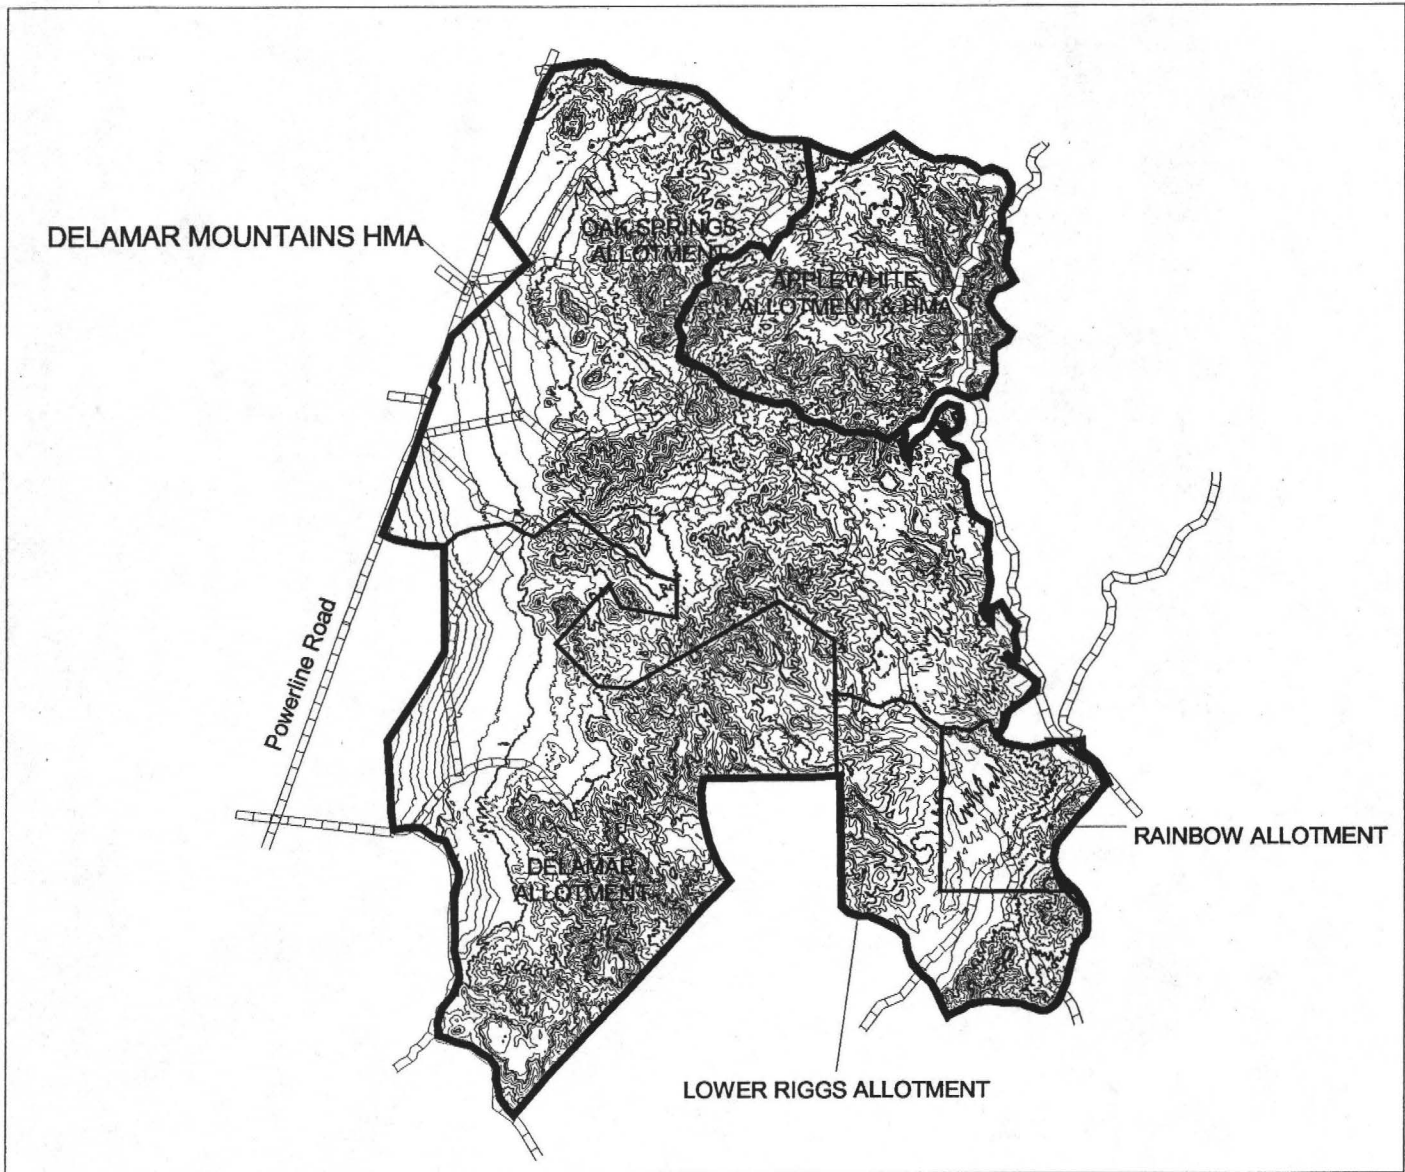 OAK SPRINGS
ALLOTMENT
DELAMAR MOUNTAINS HMA
APPLEWHITE
ALLOTMENT & HMA
Powerline Road
RAINBOW ALLOTMENT
DELAMAR
ALLOTMENT
LOWER RIGGS ALLOTMENT